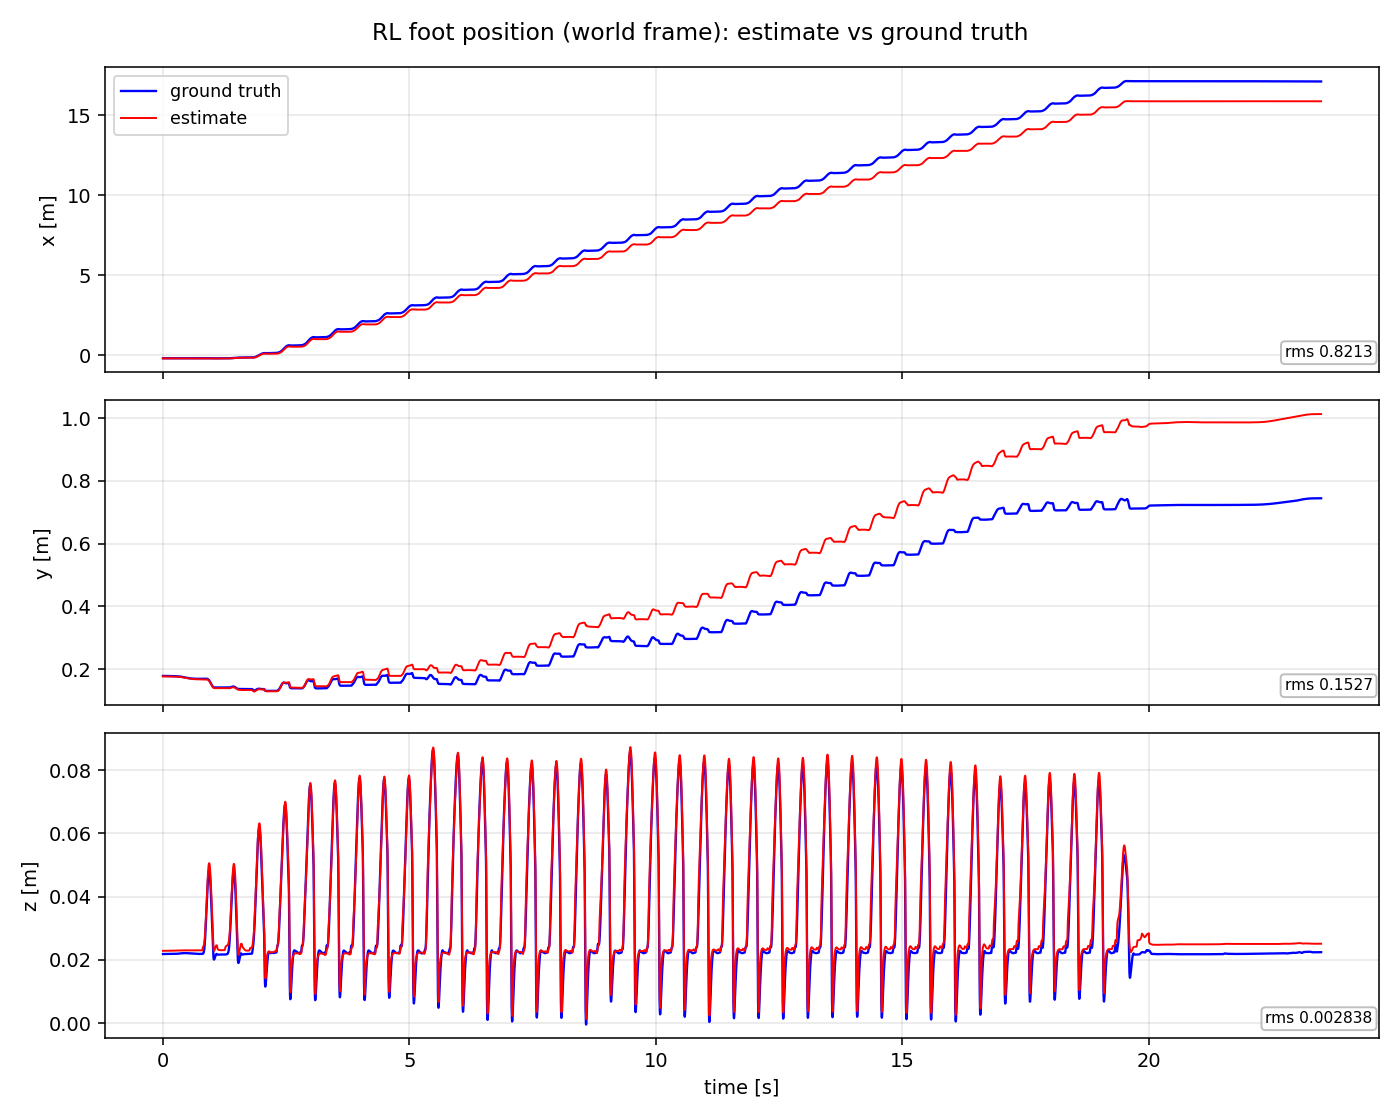 RL foot position (world frame): estimate vs ground truth
ground truth
estimate
15
10
5
0
x [m]
rms 0.8213
1.0
0.8
0.6
0.4
0.2
y [m]
rms 0.1527
0.08
0.06
0.04
0.02
0.00
z [m]
rms 0.002838
0 5 10 15 20
time [s]